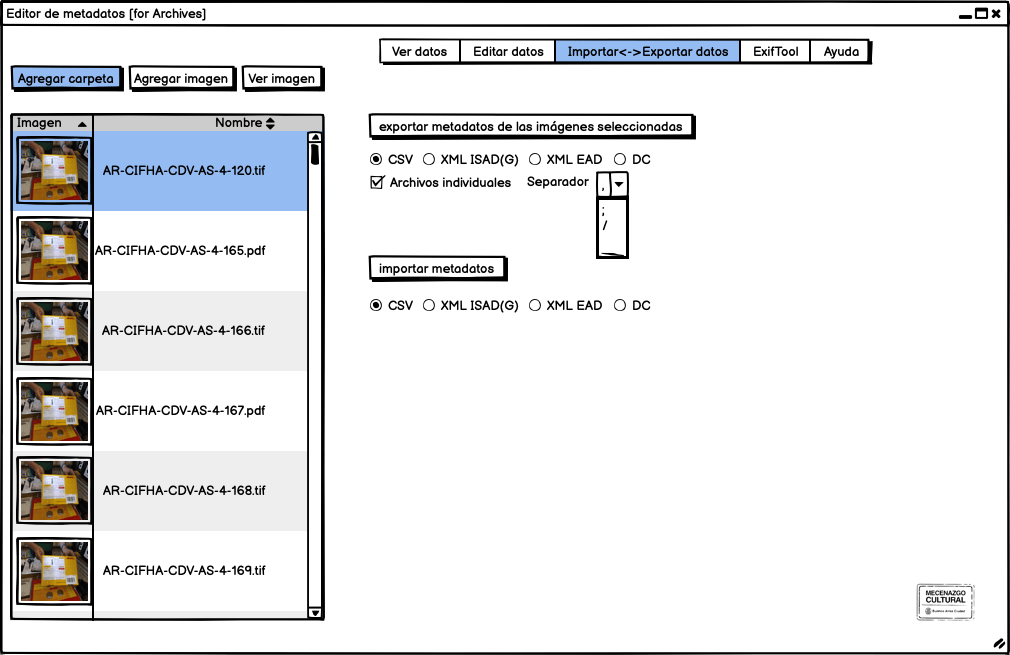 Editor de metadatos [for Archives]
Ver datos
Editar datos
Importar<->Exportar datos
ExifTool
Ayuda
Agregar carpeta
Agregar imagen
Ver imagen
Imagen
Nombre
AR-CIFHA-CDV-AS-4-120.tif
AR-CIFHA-CDV-AS-4-165.pdf
AR-CIFHA-CDV-AS-4-166.tif
AR-CIFHA-CDV-AS-4-167.pdf
AR-CIFHA-CDV-AS-4-168.tif
AR-CIFHA-CDV-AS-4-169.tif
exportar metadatos de las imágenes seleccionadas
CSV XML ISAD(G) XML EAD DC
Archivos individuales Separador ,
;
/
importar metadatos
CSV XML ISAD(G) XML EAD DC
MECENAZGO
CULTURAL
Buenos Aires Ciudad